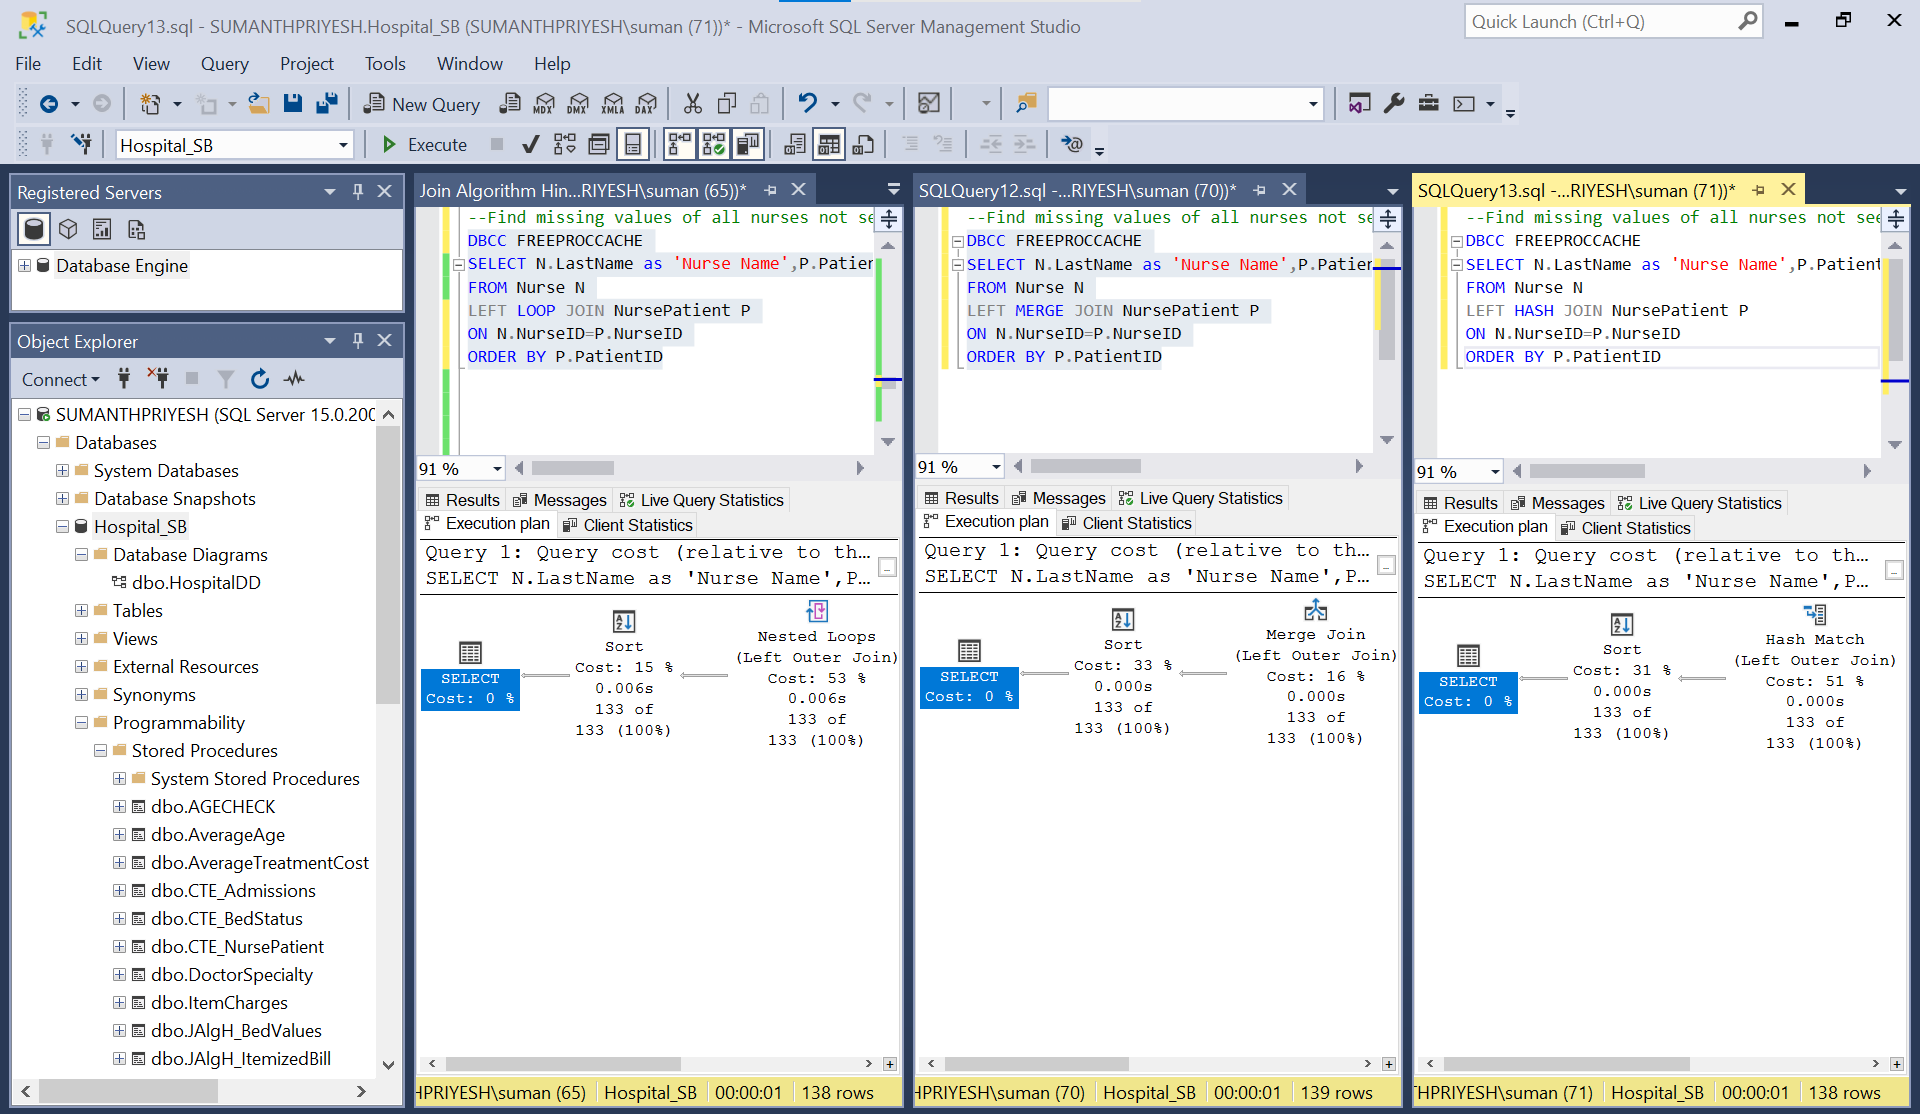 SQLQuery13.sql - SUMANTHPRIYESH.Hospital_SB (SUMANTHPRIYESH\suman (71))* - Microsoft SQL Server Management Studio
Quick Launch (Ctrl+Q)
File Edit View Query Project Tools Window Help
New Query MDX DMX XMLA DAX
Hospital_SB Execute
Registered Servers
Database Engine
Object Explorer
Connect
SUMANTHPRIYESH (SQL Server 15.0.200
Databases
System Databases
Database Snapshots
Hospital_SB
Database Diagrams
dbo.HospitalDD
Tables
Views
External Resources
Synonyms
Programmability
Stored Procedures
System Stored Procedures
dbo.AGECHECK
dbo.AverageAge
dbo.AverageTreatmentCost
dbo.CTE_Admissions
dbo.CTE_BedStatus
dbo.CTE_NursePatient
dbo.DoctorSpecialty
dbo.ItemCharges
dbo.JAlgH_BedValues
dbo.JAlgH_ItemizedBill
Join Algorithm Hin...RIYESH\suman (65))*
--Find missing values of all nurses not se
DBCC FREEPROCCACHE
SELECT N.LastName as 'Nurse Name',P.Patier
FROM Nurse N
LEFT LOOP JOIN NursePatient P
ON N.NurseID=P.NurseID
ORDER BY P.PatientID
91 %
Results Messages Live Query Statistics
Execution plan Client Statistics
Query 1: Query cost (relative to th...
SELECT N.LastName as 'Nurse Name',P...
SELECT
Cost: 0 %
Sort
Cost: 15 %
0.006s
133 of
133 (100%)
Nested Loops
(Left Outer Join)
Cost: 53 %
0.006s
133 of
133 (100%)
HPRIYESH\suman (65) Hospital_SB 00:00:01 138 rows
SQLQuery12.sql -...RIYESH\suman (70))*
--Find missing values of all nurses not se
DBCC FREEPROCCACHE
SELECT N.LastName as 'Nurse Name',P.Patier
FROM Nurse N
LEFT MERGE JOIN NursePatient P
ON N.NurseID=P.NurseID
ORDER BY P.PatientID
91 %
Results Messages Live Query Statistics
Execution plan Client Statistics
Query 1: Query cost (relative to th...
SELECT N.LastName as 'Nurse Name',P...
SELECT
Cost: 0 %
Sort
Cost: 33 %
0.000s
133 of
133 (100%)
Merge Join
(Left Outer Join)
Cost: 16 %
0.000s
133 of
133 (100%)
HPRIYESH\suman (70) Hospital_SB 00:00:01 139 rows
SQLQuery13.sql -...RIYESH\suman (71))*
--Find missing values of all nurses not see
DBCC FREEPROCCACHE
SELECT N.LastName as 'Nurse Name',P.Patient
FROM Nurse N
LEFT HASH JOIN NursePatient P
ON N.NurseID=P.NurseID
ORDER BY P.PatientID
91 %
Results Messages Live Query Statistics
Execution plan Client Statistics
Query 1: Query cost (relative to th...
SELECT N.LastName as 'Nurse Name',P...
SELECT
Cost: 0 %
Sort
Cost: 31 %
0.000s
133 of
133 (100%)
Hash Match
(Left Outer Join)
Cost: 51 %
0.000s
133 of
133 (100%)
THPRIYESH\suman (71) Hospital_SB 00:00:01 138 rows